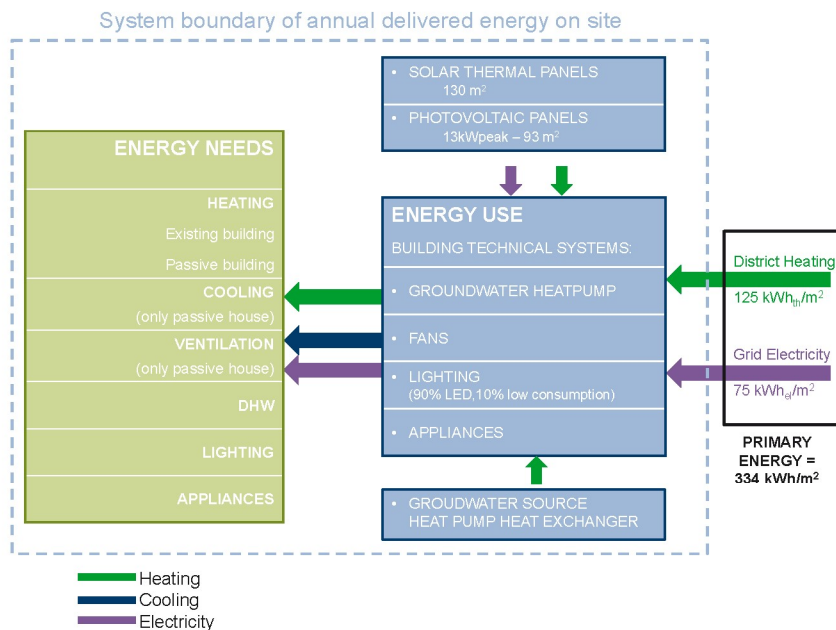 System boundary of annual delivered energy on site
• SOLAR THERMAL PANELS
130 m²
• PHOTOVOLTAIC PANELS
13kWpeak – 93 m²
ENERGY NEEDS
HEATING
Existing building
Passive building
COOLING
(only passive house)
VENTILATION
(only passive house)
DHW
LIGHTING
APPLIANCES
ENERGY USE
BUILDING TECHNICAL SYSTEMS:
• GROUNDWATER HEATPUMP
• FANS
• LIGHTING
(90% LED,10% low consumption)
• APPLIANCES
• GROUDWATER SOURCE
HEAT PUMP HEAT EXCHANGER
District Heating
125 kWhth/m²
Grid Electricity
75 kWhel/m²
PRIMARY
ENERGY =
334 kWh/m²
Heating
Cooling
Electricity